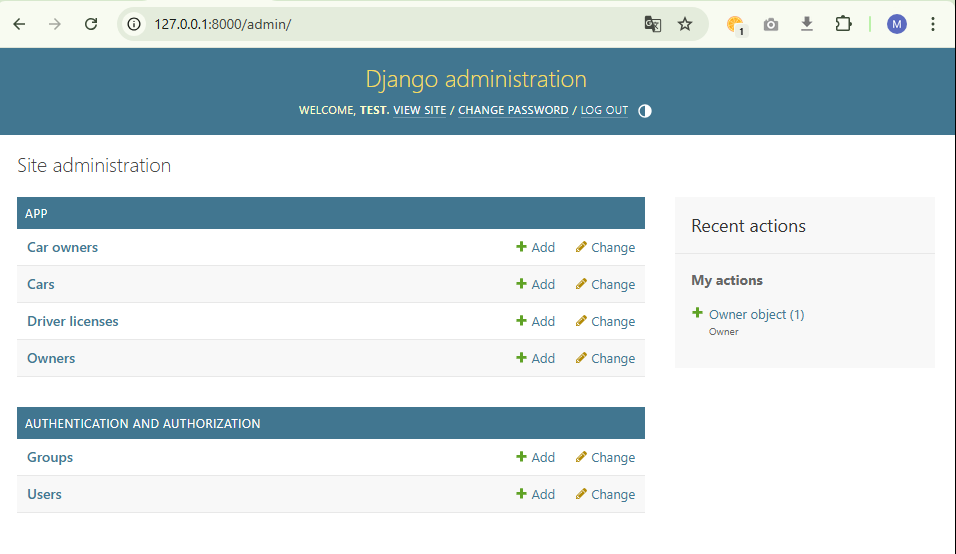 127.0.0.1:8000/admin/
1
M
Django administration
WELCOME, TEST. VIEW SITE / CHANGE PASSWORD / LOG OUT
Site administration
APP
Car owners Add Change
Cars Add Change
Driver licenses Add Change
Owners Add Change
AUTHENTICATION AND AUTHORIZATION
Groups Add Change
Users Add Change
Recent actions
My actions
Owner object (1)
Owner